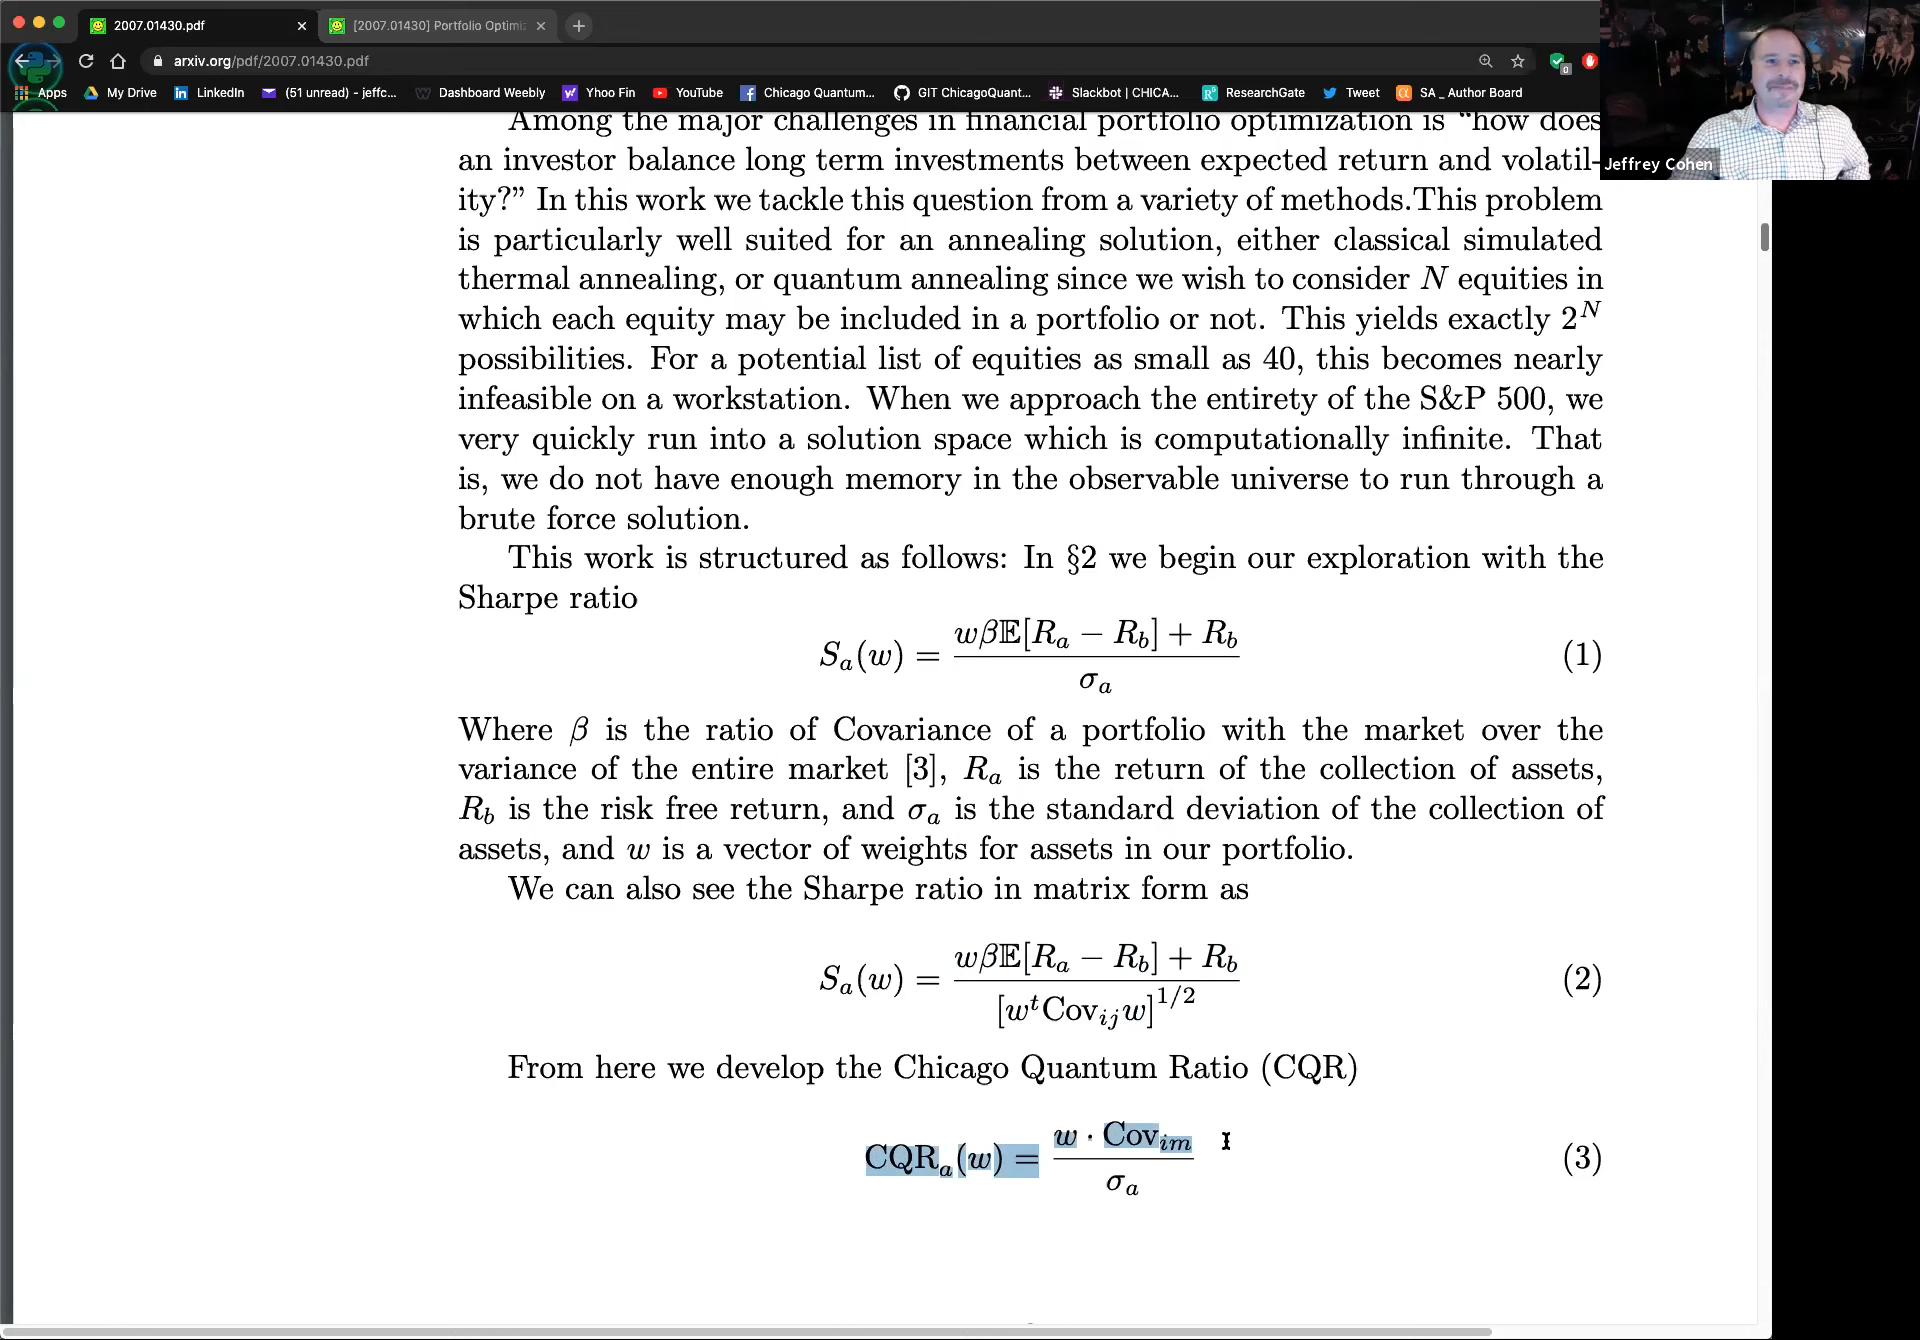 2007.01430.pdf
[2007.01430] Portfolio Optimiz
arxiv.org/pdf/2007.01430.pdf
0
Apps My Drive LinkedIn (51 unread) - jeffc... Dashboard Weebly Yhoo Fin YouTube Chicago Quantum... GIT ChicagoQuant... Slackbot | CHICA... ResearchGate Tweet SA _ Author Board
Jeffrey Cohen
Among the major challenges in financial portfolio optimization is “how does
an investor balance long term investments between expected return and volatil-
ity?” In this work we tackle this question from a variety of methods.This problem
is particularly well suited for an annealing solution, either classical simulated
thermal annealing, or quantum annealing since we wish to consider N equities in
which each equity may be included in a portfolio or not. This yields exactly 2^N
possibilities. For a potential list of equities as small as 40, this becomes nearly
infeasible on a workstation. When we approach the entirety of the S&P 500, we
very quickly run into a solution space which is computationally infinite. That
is, we do not have enough memory in the observable universe to run through a
brute force solution.
This work is structured as follows: In §2 we begin our exploration with the
Sharpe ratio
S_a(w) = (wβ𝔼[R_a − R_b] + R_b) / σ_a (1)
Where β is the ratio of Covariance of a portfolio with the market over the
variance of the entire market [3], R_a is the return of the collection of assets,
R_b is the risk free return, and σ_a is the standard deviation of the collection of
assets, and w is a vector of weights for assets in our portfolio.
We can also see the Sharpe ratio in matrix form as
S_a(w) = (wβ𝔼[R_a − R_b] + R_b) / [w^t Cov_ij w]^1/2 (2)
From here we develop the Chicago Quantum Ratio (CQR)
CQR_a(w) = (w · Cov_im) / σ_a (3)